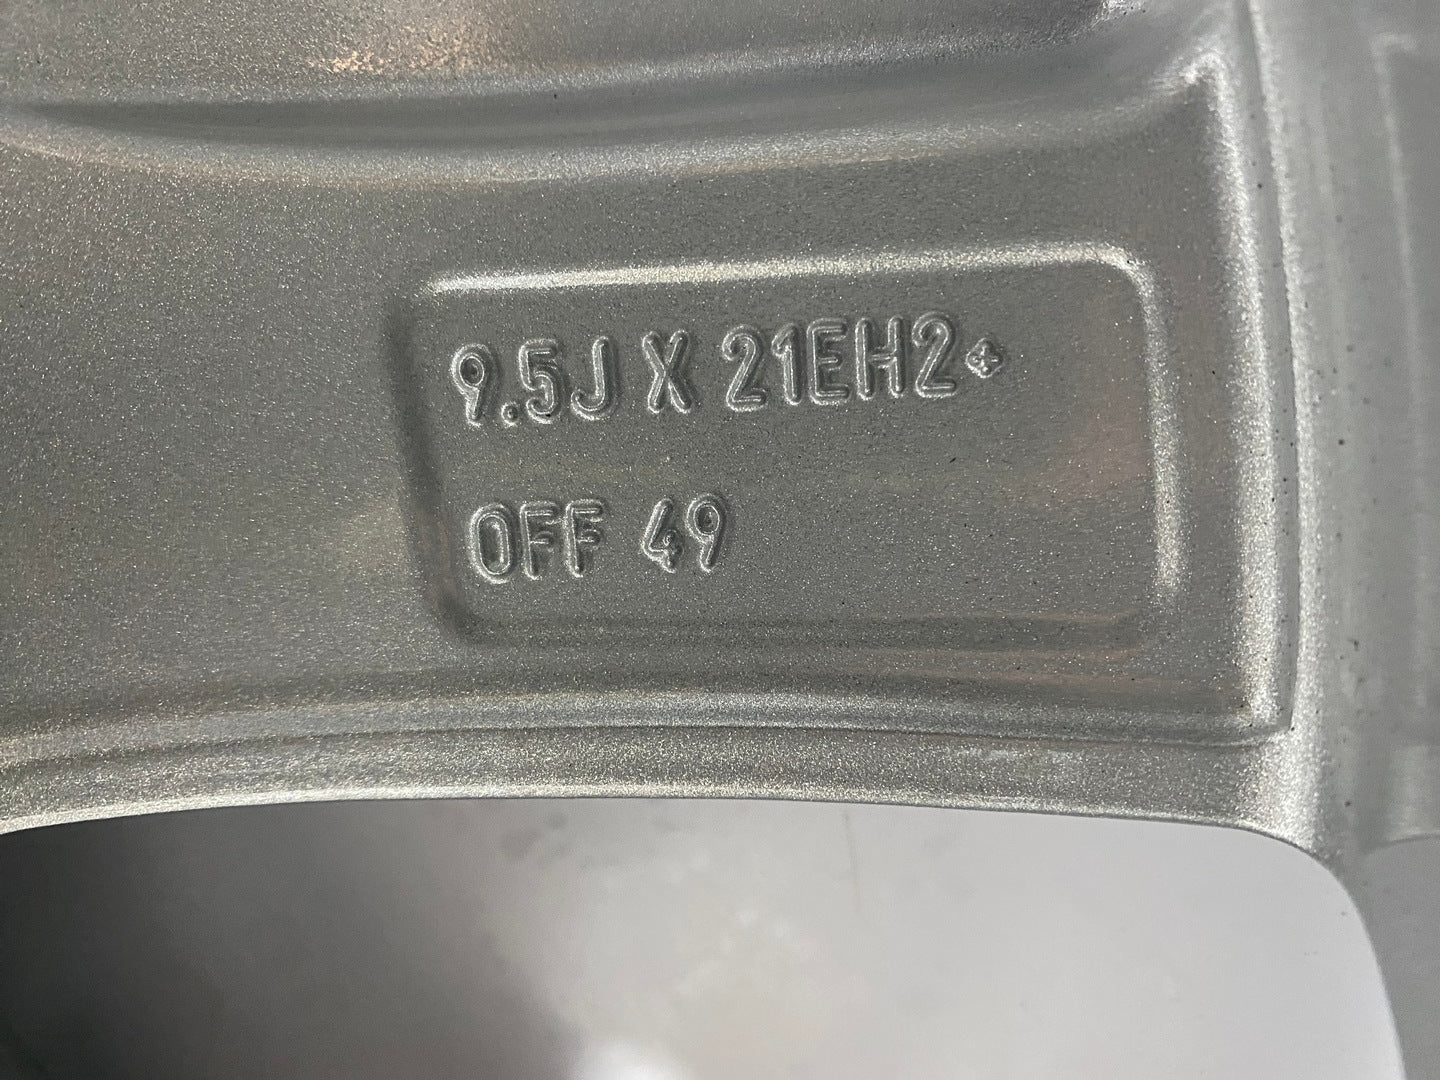 9.5J X 21EH2+
OFF 49